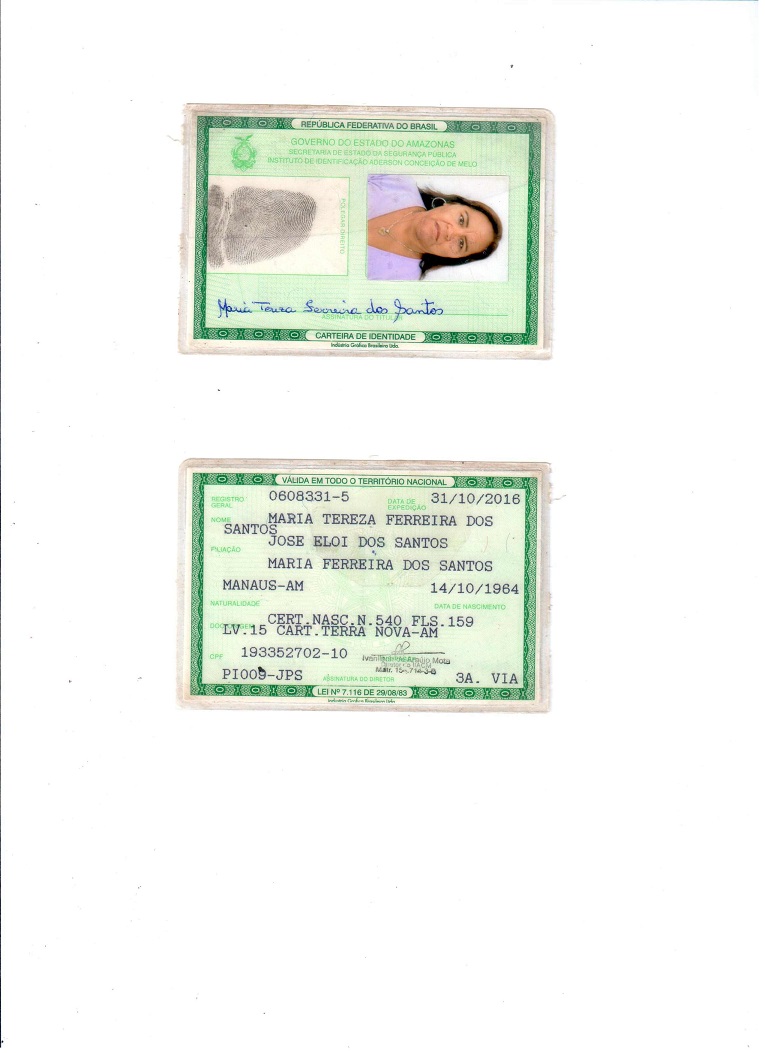 REPÚBLICA FEDERATIVA DO BRASIL
GOVERNO DO ESTADO DO AMAZONAS
SECRETARIA DE ESTADO DA SEGURANÇA PÚBLICA
INSTITUTO DE IDENTIFICAÇÃO ADERSON CONCEIÇÃO DE MELO
POLEGAR DIREITO
Maria Tereza Ferreira dos Santos
ASSINATURA DO TITULAR
CARTEIRA DE IDENTIDADE
Indústria Gráfica Brasileira Ltda.
VÁLIDA EM TODO O TERRITÓRIO NACIONAL
REGISTRO GERAL 0608331-5 DATA DE EXPEDIÇÃO 31/10/2016
NOME MARIA TEREZA FERREIRA DOS
SANTOS
FILIAÇÃO JOSE ELOI DOS SANTOS
MARIA FERREIRA DOS SANTOS
MANAUS-AM 14/10/1964
NATURALIDADE DATA DE NASCIMENTO
CERT.NASC.N.540 FLS.159
LV.15 CART.TERRA NOVA-AM
CPF 193352702-10
Mota
PI009-JPS ASSINATURA DO DIRETOR 3A. VIA
LEI Nº 7.116 DE 29/08/83
Indústria Gráfica Brasileira Ltda.